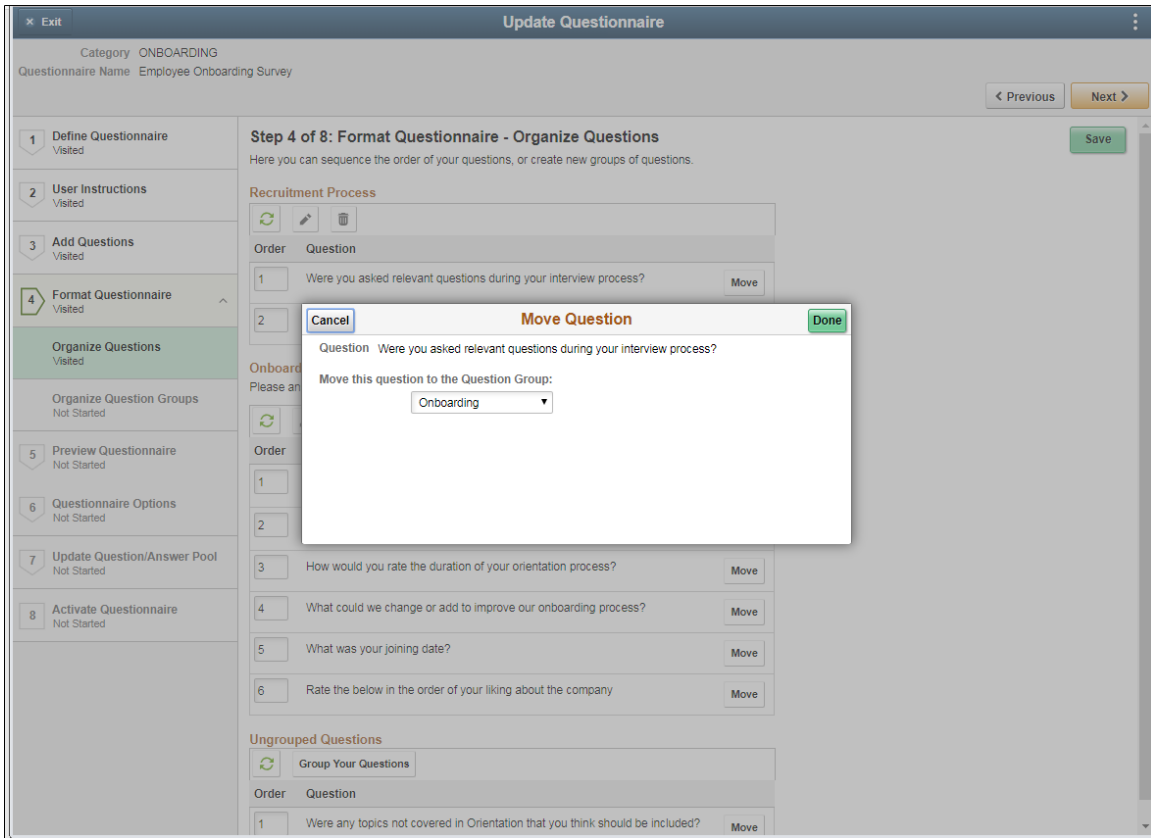 × Exit
Update Questionnaire
Category ONBOARDING
Questionnaire Name Employee Onboarding Survey
Previous
Next
1 Define Questionnaire
Visited
2 User Instructions
Visited
3 Add Questions
Visited
4 Format Questionnaire
Visited
Organize Questions
Visited
Organize Question Groups
Not Started
5 Preview Questionnaire
Not Started
6 Questionnaire Options
Not Started
7 Update Question/Answer Pool
Not Started
8 Activate Questionnaire
Not Started
Step 4 of 8: Format Questionnaire - Organize Questions
Save
Here you can sequence the order of your questions, or create new groups of questions.
Recruitment Process
Order Question
1 Were you asked relevant questions during your interview process? Move
2
Cancel
Move Question
Done
Question Were you asked relevant questions during your interview process?
Move this question to the Question Group:
Onboarding
Onboard
Please an
Order
1
2
3 How would you rate the duration of your orientation process? Move
4 What could we change or add to improve our onboarding process? Move
5 What was your joining date? Move
6 Rate the below in the order of your liking about the company Move
Ungrouped Questions
Group Your Questions
Order Question
1 Were any topics not covered in Orientation that you think should be included? Move